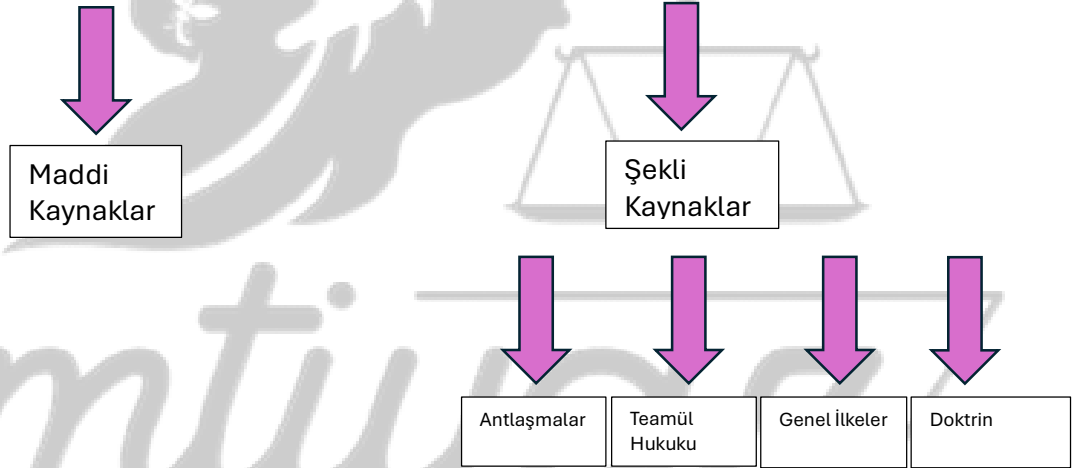 Maddi
Kaynaklar
Şekli
Kaynaklar
Antlaşmalar
Teamül
Hukuku
Genel İlkeler
Doktrin